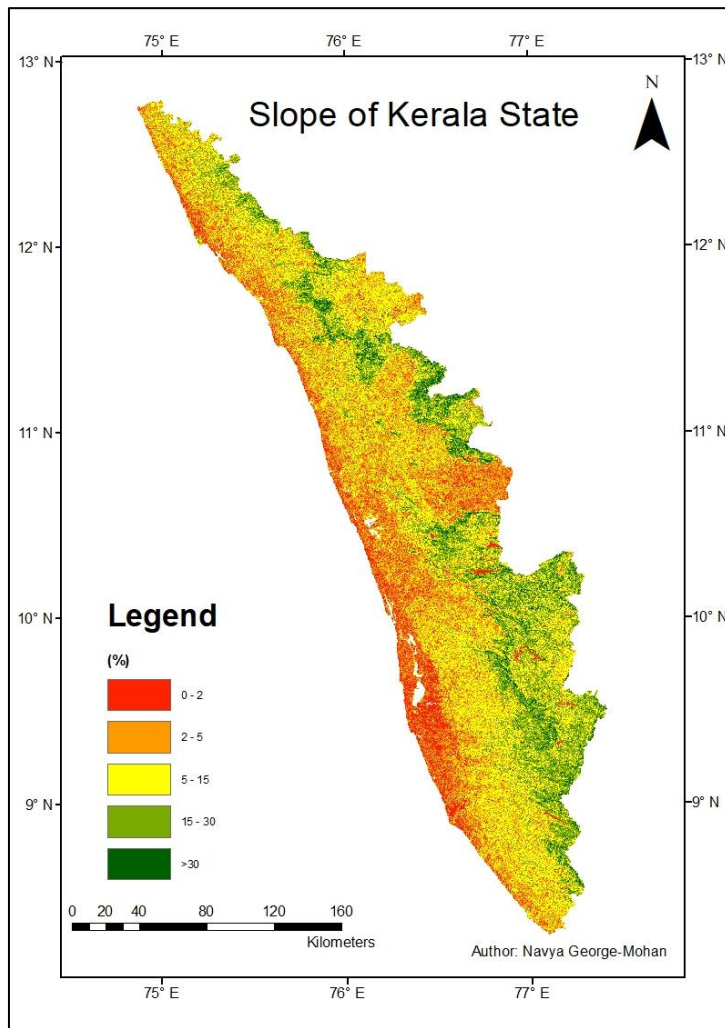 75° E 76° E 77° E
13° N 13° N
N
Slope of Kerala State
12° N 12° N
11° N 11° N
10° N 10° N
Legend
(%)
0 - 2
2 - 5
5 - 15
15 - 30
>30
9° N 9° N
0 20 40 80 120 160
Kilometers
Author: Navya George-Mohan
75° E 76° E 77° E